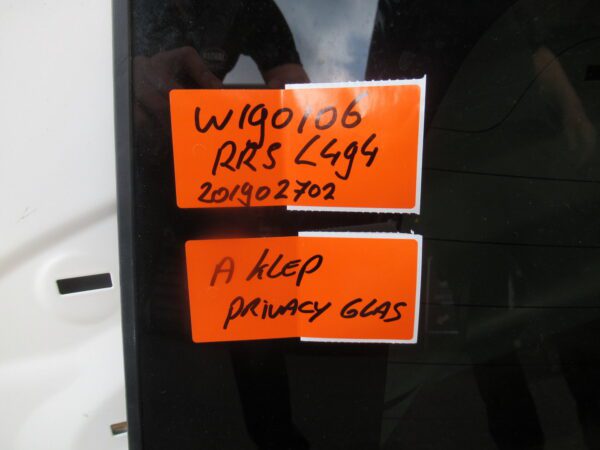 W190106
RRS L494
201902702
A KLEP
PRIVACY GLAS